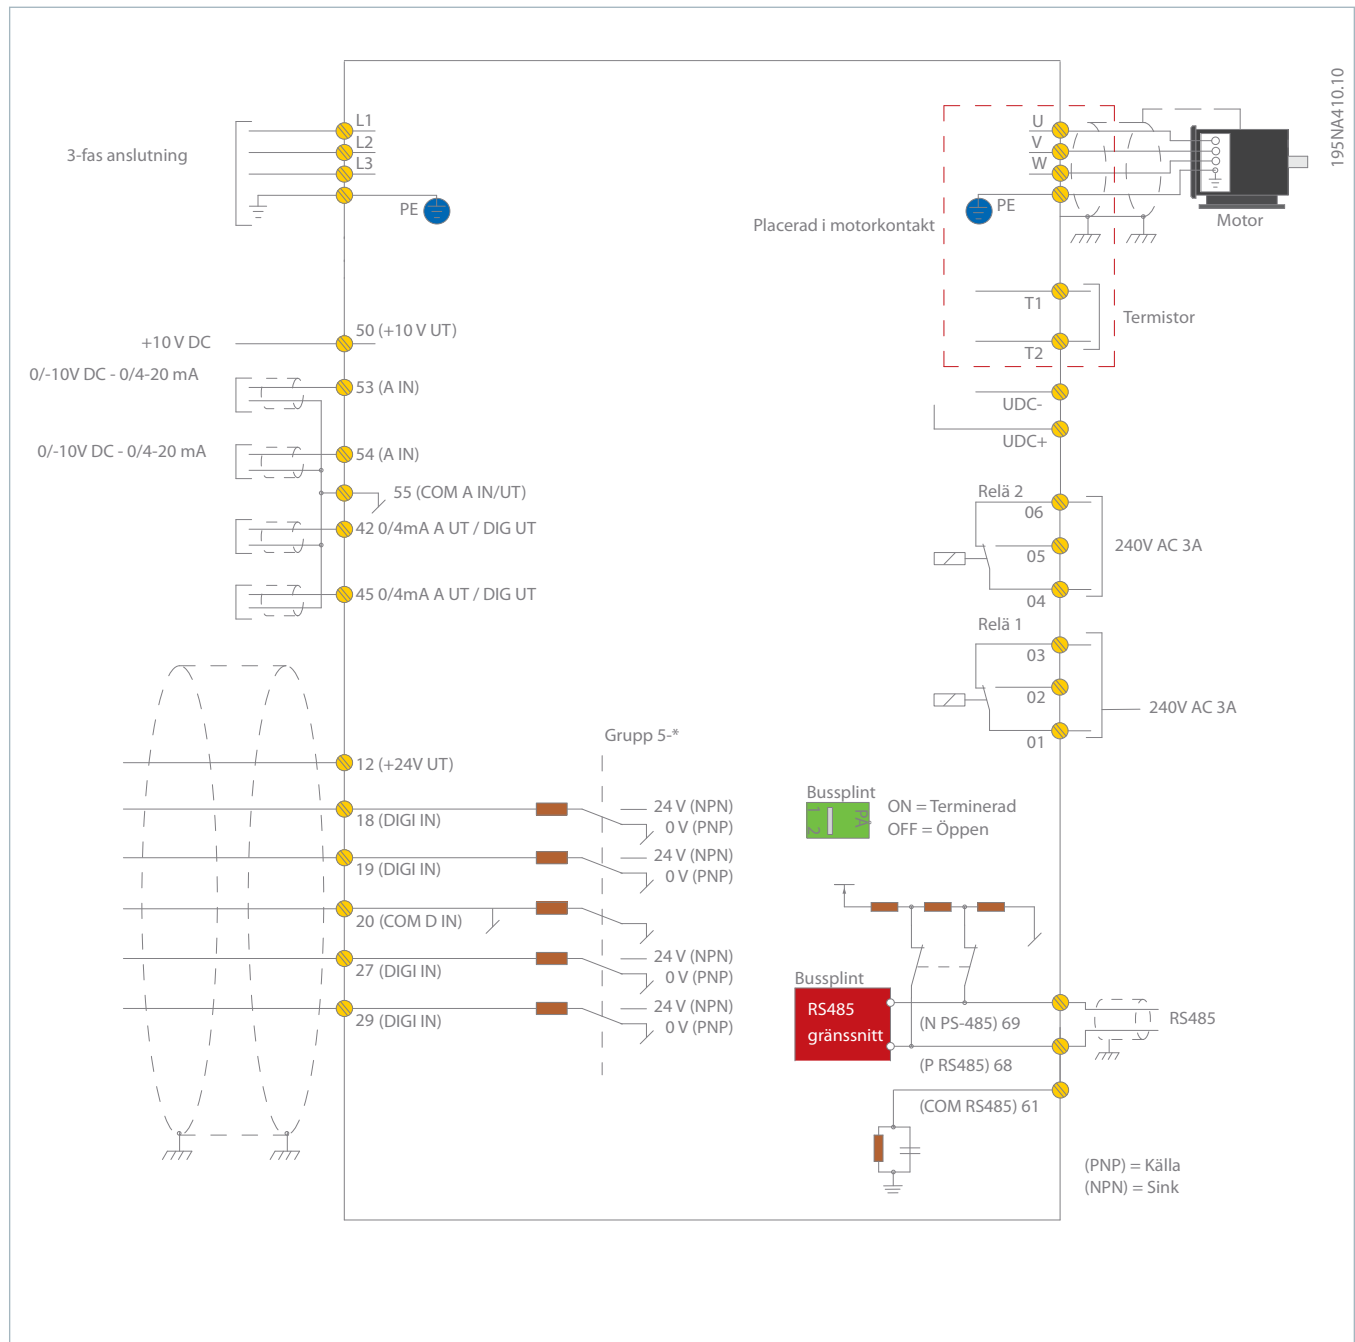 195NA410.10
3-fas anslutning
L1
L2
L3
PE
U
V
W
PE
Placerad i motorkontakt
Motor
T1
Termistor
T2
+10 V DC
50 (+10 V UT)
0/-10V DC - 0/4-20 mA
53 (A IN)
0/-10V DC - 0/4-20 mA
54 (A IN)
55 (COM A IN/UT)
42 0/4mA A UT / DIG UT
45 0/4mA A UT / DIG UT
UDC-
UDC+
Relä 2
06
05
04
240V AC 3A
Relä 1
03
02
01
240V AC 3A
Grupp 5-*
12 (+24V UT)
18 (DIGI IN)
24 V (NPN)
0 V (PNP)
19 (DIGI IN)
24 V (NPN)
0 V (PNP)
20 (COM D IN)
27 (DIGI IN)
24 V (NPN)
0 V (PNP)
29 (DIGI IN)
24 V (NPN)
0 V (PNP)
Bussplint
1 2
PÅ
ON = Terminerad
OFF = Öppen
Bussplint
RS485
gränssnitt
(N PS-485) 69
RS485
(P RS485) 68
(COM RS485) 61
(PNP) = Källa
(NPN) = Sink